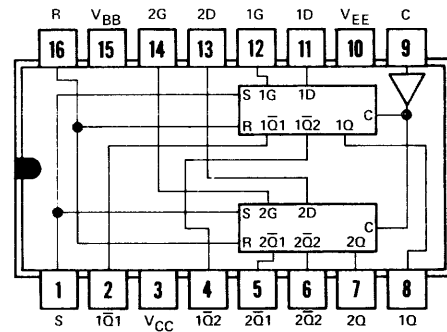 R V_BB 2G 2D 1G 1D V_EE C
16 15 14 13 12 11 10 9
S 1G 1D
C
R 1Q̅1 1Q̅2 1Q
S 2G 2D
C
R 2Q̅1 2Q̅2 2Q
1 2 3 4 5 6 7 8
S 1Q̅1 V_CC 1Q̅2 2Q̅1 2Q̅2 2Q 1Q